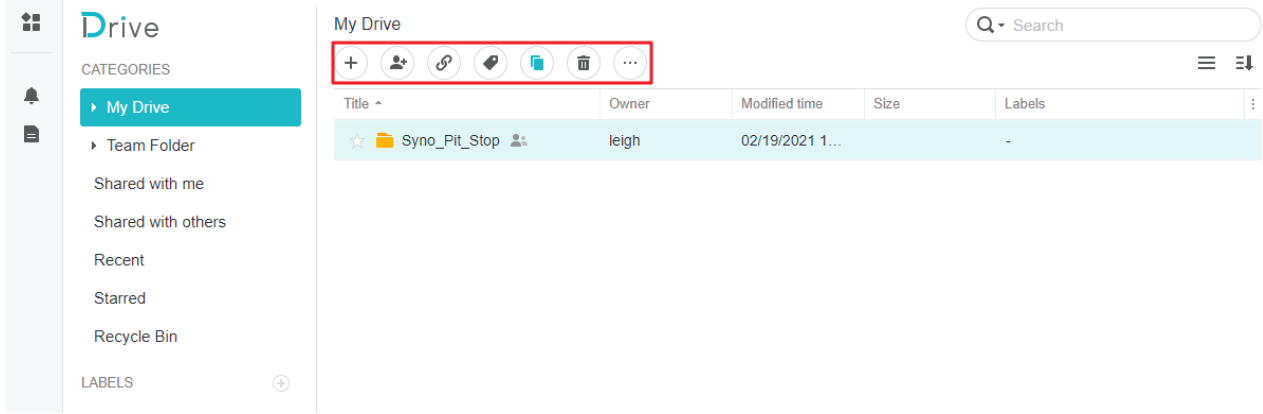 Drive
CATEGORIES
My Drive
Team Folder
Shared with me
Shared with others
Recent
Starred
Recycle Bin
LABELS
My Drive
Search
Title Owner Modified time Size Labels
Syno_Pit_Stop leigh 02/19/2021 1... -